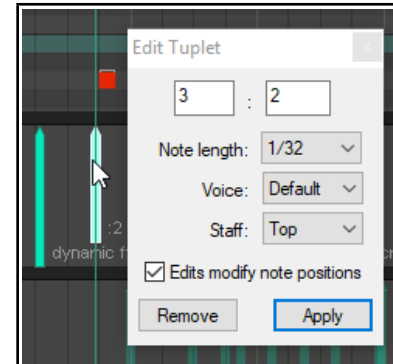 Edit Tuplet
3 : 2
Note length: 1/32
Voice: Default
Staff: Top
Edits modify note positions
Remove Apply
:2
dynamic